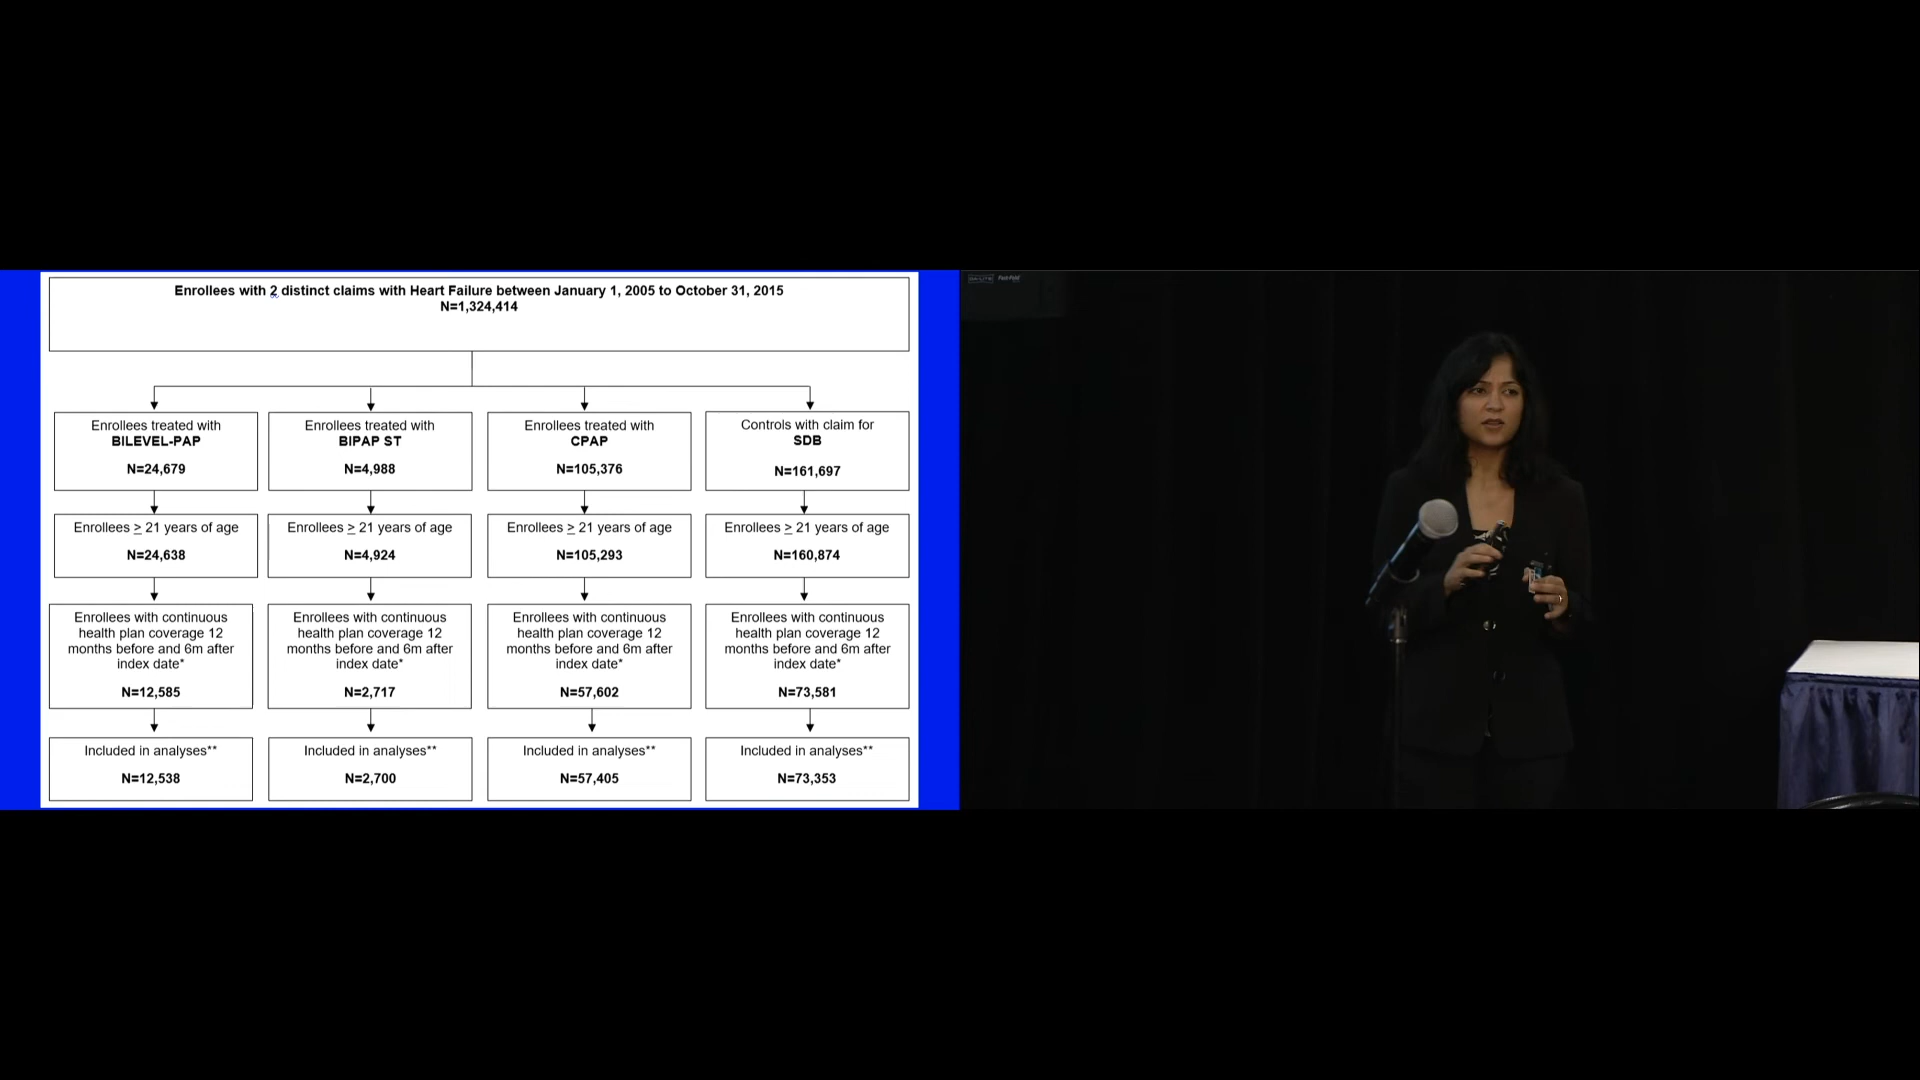 Enrollees with 2 distinct claims with Heart Failure between January 1, 2005 to October 31, 2015
N=1,324,414
Enrollees treated with
BILEVEL-PAP
N=24,679
Enrollees treated with
BIPAP ST
N=4,988
Enrollees treated with
CPAP
N=105,376
Controls with claim for
SDB
N=161,697
Enrollees ≥ 21 years of age
N=24,638
Enrollees ≥ 21 years of age
N=4,924
Enrollees ≥ 21 years of age
N=105,293
Enrollees ≥ 21 years of age
N=160,874
Enrollees with continuous
health plan coverage 12
months before and 6m after
index date*
N=12,585
Enrollees with continuous
health plan coverage 12
months before and 6m after
index date*
N=2,717
Enrollees with continuous
health plan coverage 12
months before and 6m after
index date*
N=57,602
Enrollees with continuous
health plan coverage 12
months before and 6m after
index date*
N=73,581
Included in analyses**
N=12,538
Included in analyses**
N=2,700
Included in analyses**
N=57,405
Included in analyses**
N=73,353